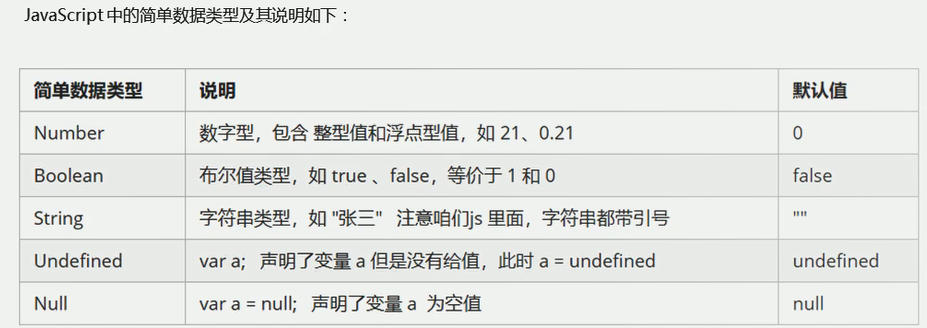 JavaScript 中的简单数据类型及其说明如下：
简单数据类型 说明 默认值
Number 数字型，包含 整型值和浮点型值，如 21、0.21 0
Boolean 布尔值类型，如 true 、false，等价于 1 和 0 false
String 字符串类型，如 "张三" 注意咱们js 里面，字符串都带引号 ""
Undefined var a; 声明了变量 a 但是没有给值，此时 a = undefined undefined
Null var a = null; 声明了变量 a 为空值 null